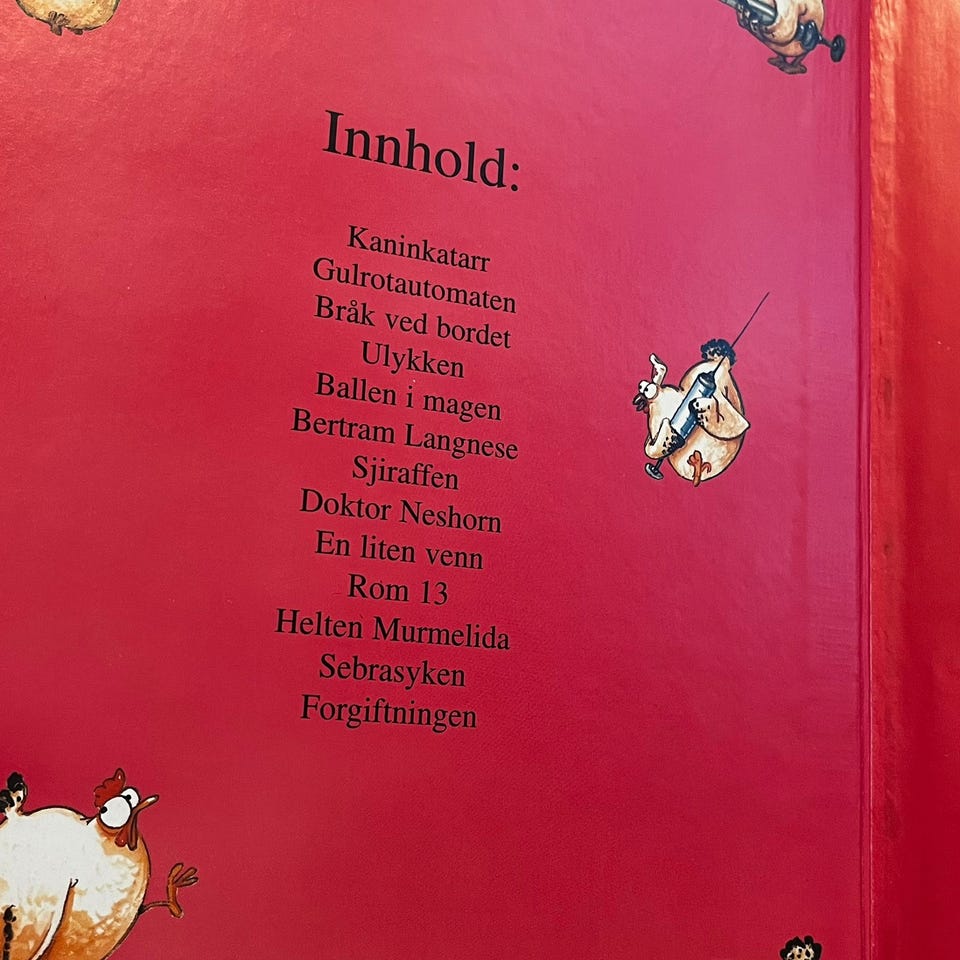 Innhold:
Kaninkatarr
Gulrotautomaten
Bråk ved bordet
Ulykken
Ballen i magen
Bertram Langnese
Sjiraffen
Doktor Neshorn
En liten venn
Rom 13
Helten Murmelida
Sebrasyken
Forgiftningen